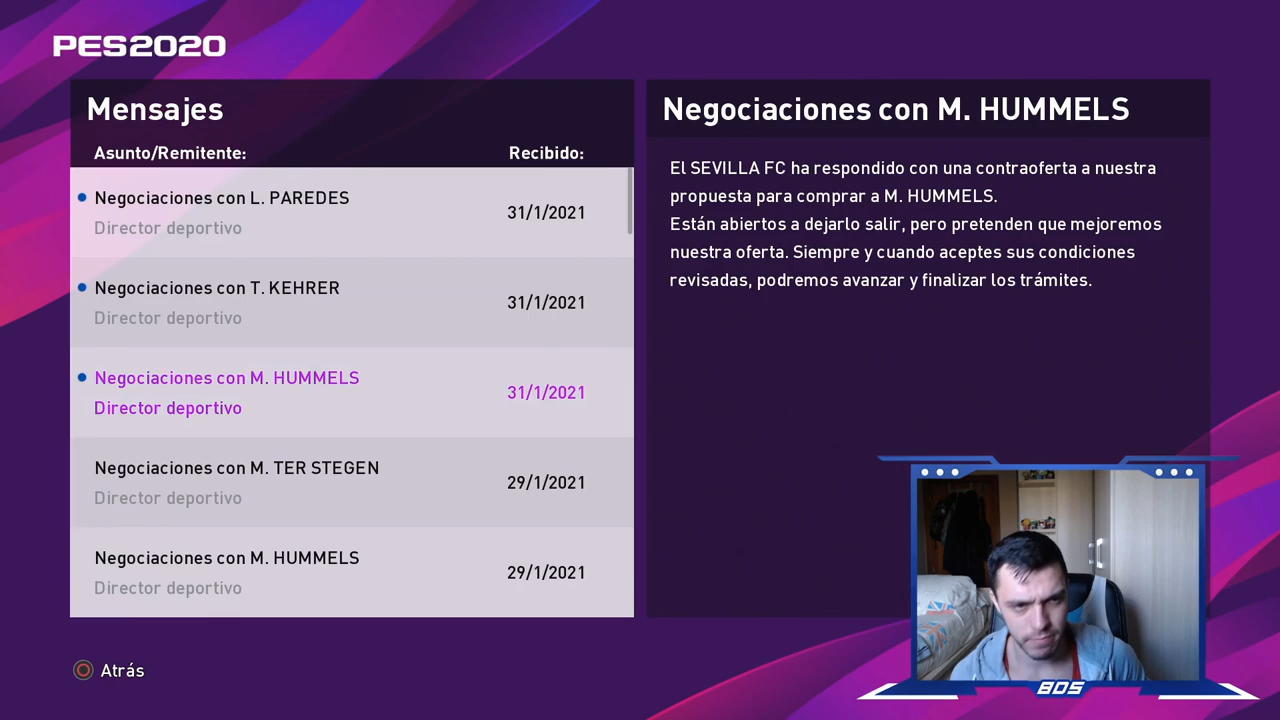 PES2020
Mensajes
Asunto/Remitente: Recibido:
Negociaciones con L. PAREDES
Director deportivo
31/1/2021
Negociaciones con T. KEHRER
Director deportivo
31/1/2021
Negociaciones con M. HUMMELS
Director deportivo
31/1/2021
Negociaciones con M. TER STEGEN
Director deportivo
29/1/2021
Negociaciones con M. HUMMELS
Director deportivo
29/1/2021
Negociaciones con M. HUMMELS
El SEVILLA FC ha respondido con una contraoferta a nuestra
propuesta para comprar a M. HUMMELS.
Están abiertos a dejarlo salir, pero pretenden que mejoremos
nuestra oferta. Siempre y cuando aceptes sus condiciones
revisadas, podremos avanzar y finalizar los trámites.
Atrás
BDS